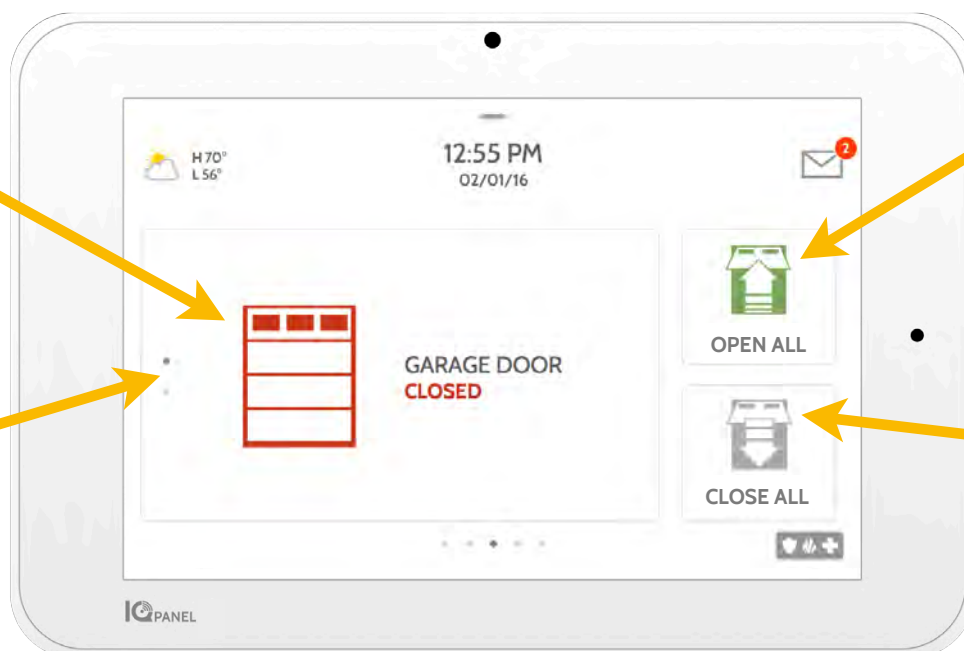 H 70°
L 56°
12:55 PM
02/01/16
2
GARAGE DOOR
CLOSED
OPEN ALL
CLOSE ALL
IQ PANEL